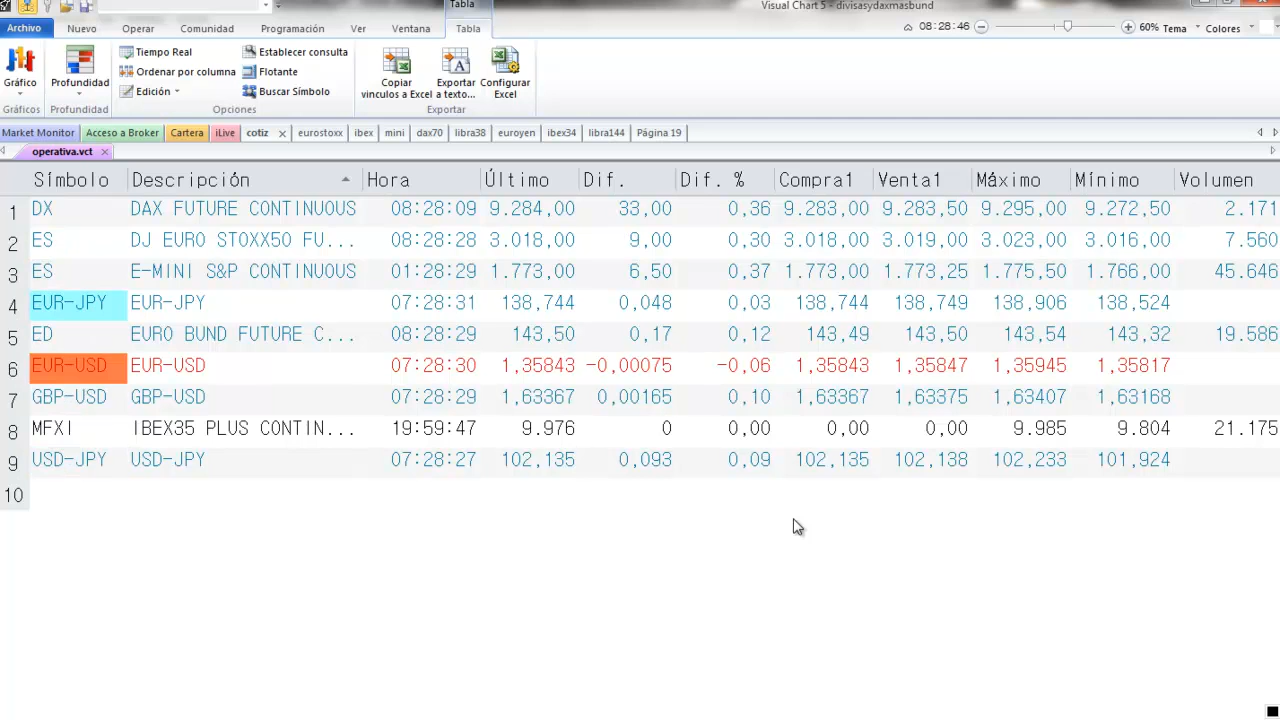 Tabla
Visual Chart 5 - divisasydaxmasbund
Archivo Nuevo Operar Comunidad Programación Ver Ventana Tabla 08:28:46 60% Tema Colores
Gráfico
Profundidad
Tiempo Real
Ordenar por columna
Edición
Establecer consulta
Flotante
Buscar Símbolo
Copiar vinculos a Excel
Exportar a texto...
Configurar Excel
Gráficos Profundidad Opciones Exportar
Market Monitor Acceso a Broker Cartera iLive cotiz eurostoxx ibex mini dax70 libra38 euroyen ibex34 libra144 Página 19
operativa.vct
Símbolo Descripción Hora Último Dif. Dif. % Compra1 Venta1 Máximo Mínimo Volumen
1 DX DAX FUTURE CONTINUOUS 08:28:09 9.284,00 33,00 0,36 9.283,00 9.283,50 9.295,00 9.272,50 2.171
2 ES DJ EURO STOXX50 FU... 08:28:28 3.018,00 9,00 0,30 3.018,00 3.019,00 3.023,00 3.016,00 7.560
3 ES E-MINI S&P CONTINUOUS 01:28:29 1.773,00 6,50 0,37 1.773,00 1.773,25 1.775,50 1.766,00 45.646
4 EUR-JPY EUR-JPY 07:28:31 138,744 0,048 0,03 138,744 138,749 138,906 138,524
5 ED EURO BUND FUTURE C... 08:28:29 143,50 0,17 0,12 143,49 143,50 143,54 143,32 19.586
6 EUR-USD EUR-USD 07:28:30 1,35843 -0,00075 -0,06 1,35843 1,35847 1,35945 1,35817
7 GBP-USD GBP-USD 07:28:29 1,63367 0,00165 0,10 1,63367 1,63375 1,63407 1,63168
8 MFXI IBEX35 PLUS CONTIN... 19:59:47 9.976 0 0,00 0,00 0,00 9.985 9.804 21.175
9 USD-JPY USD-JPY 07:28:27 102,135 0,093 0,09 102,135 102,138 102,233 101,924
10